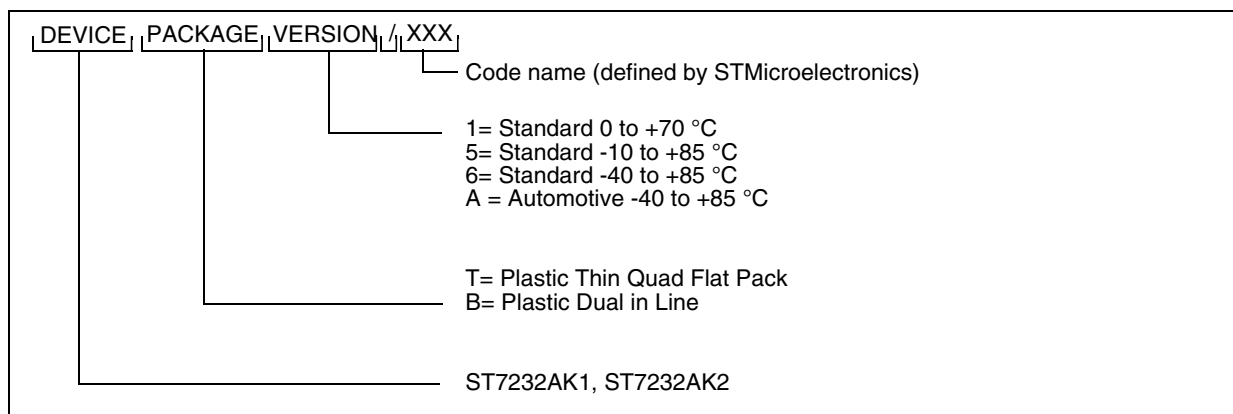 DEVICE PACKAGE VERSION / XXX
Code name (defined by STMicroelectronics)
1= Standard 0 to +70 °C
5= Standard -10 to +85 °C
6= Standard -40 to +85 °C
A = Automotive -40 to +85 °C
T= Plastic Thin Quad Flat Pack
B= Plastic Dual in Line
ST7232AK1, ST7232AK2